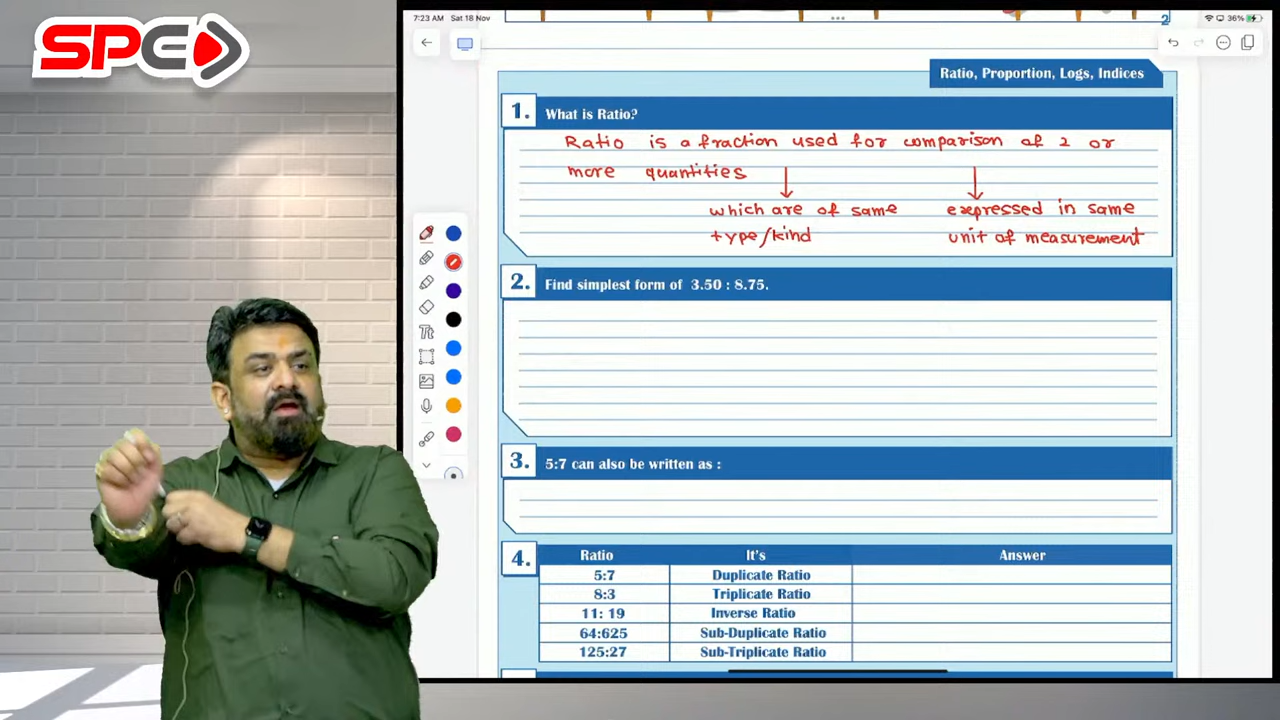 SPC
7:23 AM Sat 18 Nov
36%
2
Ratio, Proportion, Logs, Indices
1. What is Ratio?
Ratio is a fraction used for comparison of 2 or
more quantities
which are of same
type/kind
expressed in same
unit of measurement
2. Find simplest form of 3.50 : 8.75.
3. 5:7 can also be written as :
4. Ratio It's Answer
5:7 Duplicate Ratio
8:3 Triplicate Ratio
11: 19 Inverse Ratio
64:625 Sub-Duplicate Ratio
125:27 Sub-Triplicate Ratio
Tt